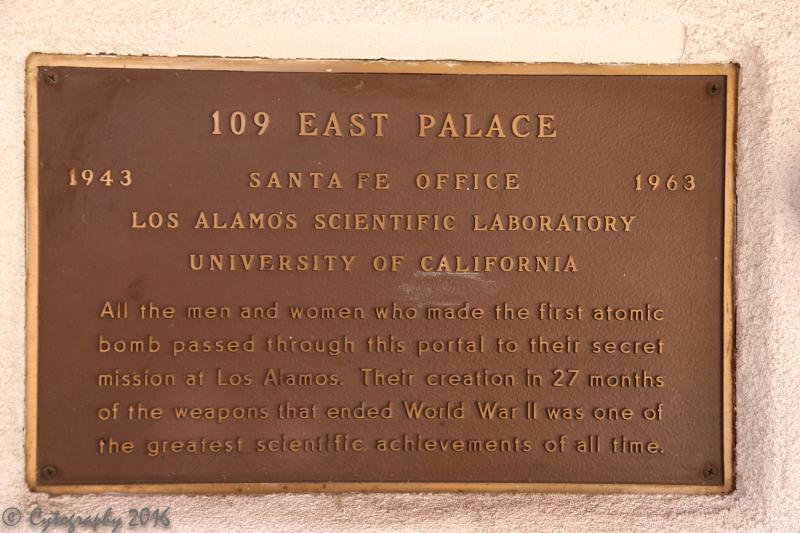 109 EAST PALACE
1943 SANTA FE OFFICE 1963
LOS ALAMOS SCIENTIFIC LABORATORY
UNIVERSITY OF CALIFORNIA
All the men and women who made the first atomic
bomb passed through this portal to their secret
mission at Los Alamos. Their creation in 27 months
of the weapons that ended World War II was one of
the greatest scientific achievements of all time.
© Cytography 2016